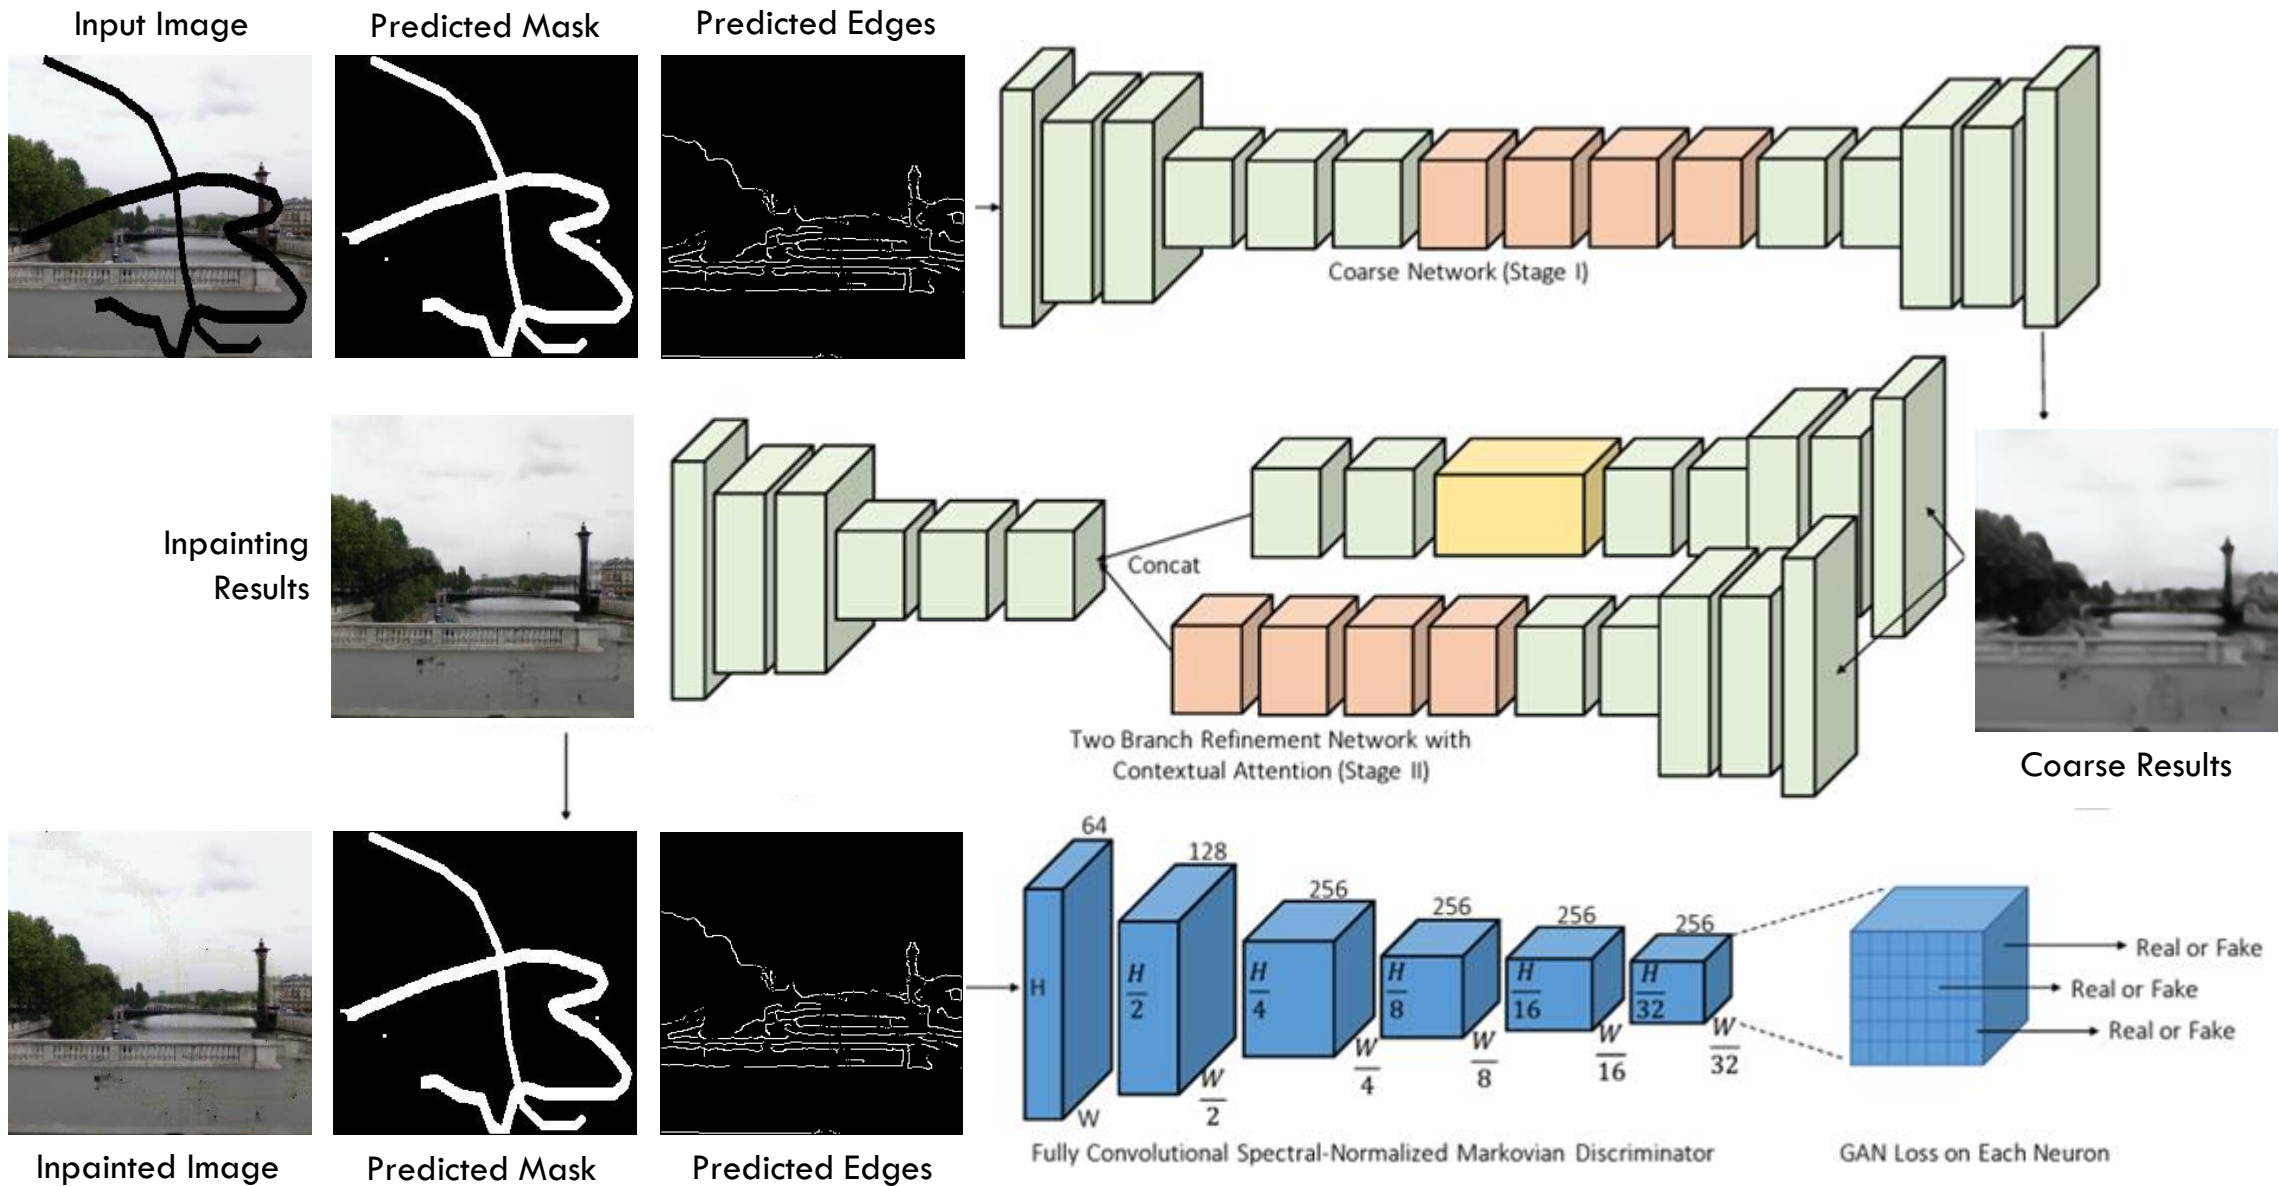 Input Image
Predicted Mask
Predicted Edges
Coarse Network (Stage I)
Inpainting
Results
Concat
Two Branch Refinement Network with
Contextual Attention (Stage II)
Coarse Results
64
128
256
256
256
256
H
H
2
H
4
H
8
H
16
H
32
W
W
2
W
4
W
8
W
16
W
32
Real or Fake
Real or Fake
Real or Fake
Fully Convolutional Spectral-Normalized Markovian Discriminator
GAN Loss on Each Neuron
Inpainted Image
Predicted Mask
Predicted Edges